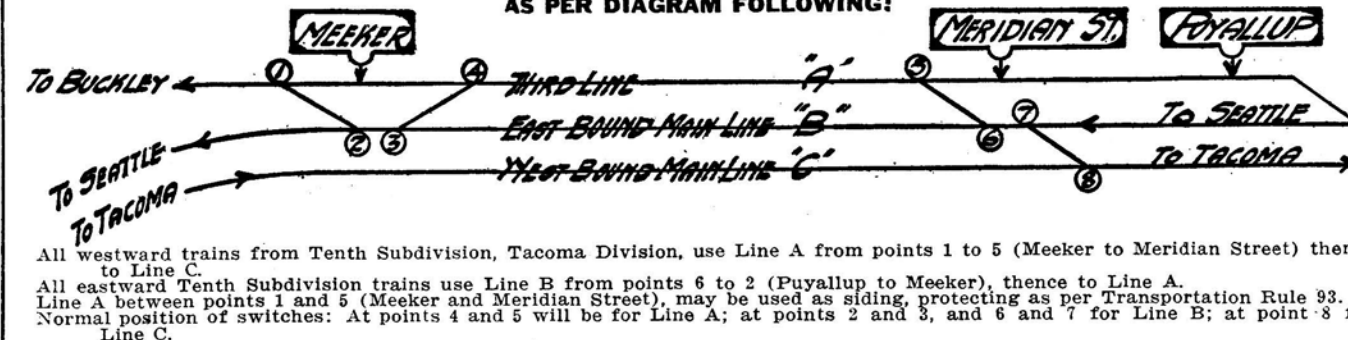 AS PER DIAGRAM FOLLOWING:
MEEKER
MERIDIAN ST.
PUYALLUP
TO BUCKLEY
1
4
THIRD LINE
"A"
5
2
3
EAST BOUND MAIN LINE "B"
6
7
TO SEATTLE
TO SEATTLE
TO TACOMA
WEST BOUND MAIN LINE "C"
8
TO TACOMA
All westward trains from Tenth Subdivision, Tacoma Division, use Line A from points 1 to 5 (Meeker to Meridian Street)
to Line C.
All eastward Tenth Subdivision trains use Line B from points 6 to 2 (Puyallup to Meeker), thence to Line A.
Line A between points 1 and 5 (Meeker and Meridian Street), may be used as siding, protecting as per Transportation Rule 93.
Normal position of switches: At points 4 and 5 will be for Line A; at points 2 and 3, and 6 and 7 for Line B; at point 8
Line C.